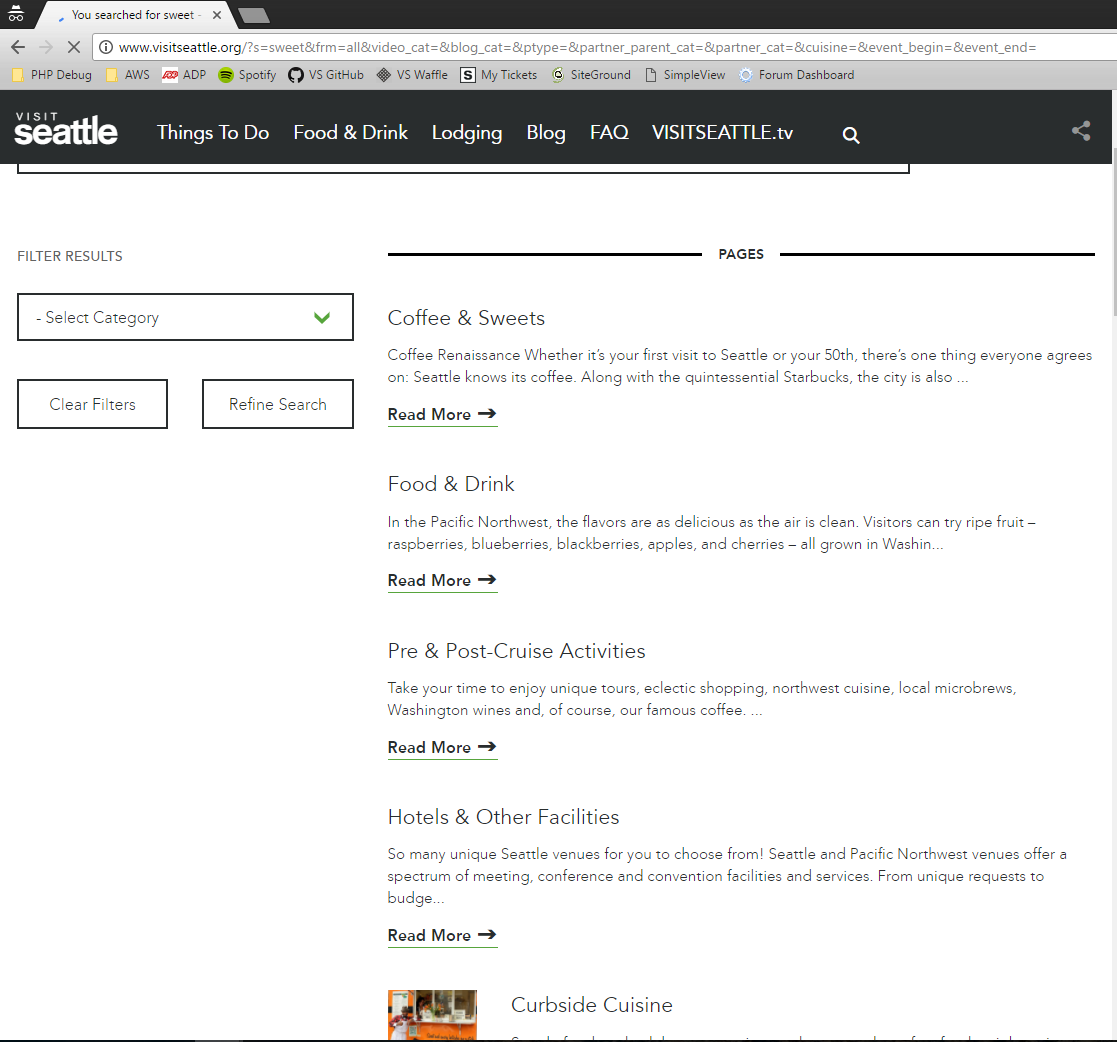 You searched for sweet -
www.visitseattle.org/?s=sweet&frm=all&video_cat=&blog_cat=&ptype=&partner_parent_cat=&partner_cat=&cuisine=&event_begin=&event_end=
PHP Debug AWS ADP Spotify VS GitHub VS Waffle My Tickets SiteGround SimpleView Forum Dashboard
VISIT
seattle
Things To Do Food & Drink Lodging Blog FAQ VISITSEATTLE.tv
FILTER RESULTS
- Select Category
Clear Filters Refine Search
PAGES
Coffee & Sweets
Coffee Renaissance Whether it’s your first visit to Seattle or your 50th, there’s one thing everyone agrees
on: Seattle knows its coffee. Along with the quintessential Starbucks, the city is also ...
Read More →
Food & Drink
In the Pacific Northwest, the flavors are as delicious as the air is clean. Visitors can try ripe fruit –
raspberries, blueberries, blackberries, apples, and cherries – all grown in Washin...
Read More →
Pre & Post-Cruise Activities
Take your time to enjoy unique tours, eclectic shopping, northwest cuisine, local microbrews,
Washington wines and, of course, our famous coffee. ...
Read More →
Hotels & Other Facilities
So many unique Seattle venues for you to choose from! Seattle and Pacific Northwest venues offer a
spectrum of meeting, conference and convention facilities and services. From unique requests to
budge...
Read More →
Curbside Cuisine